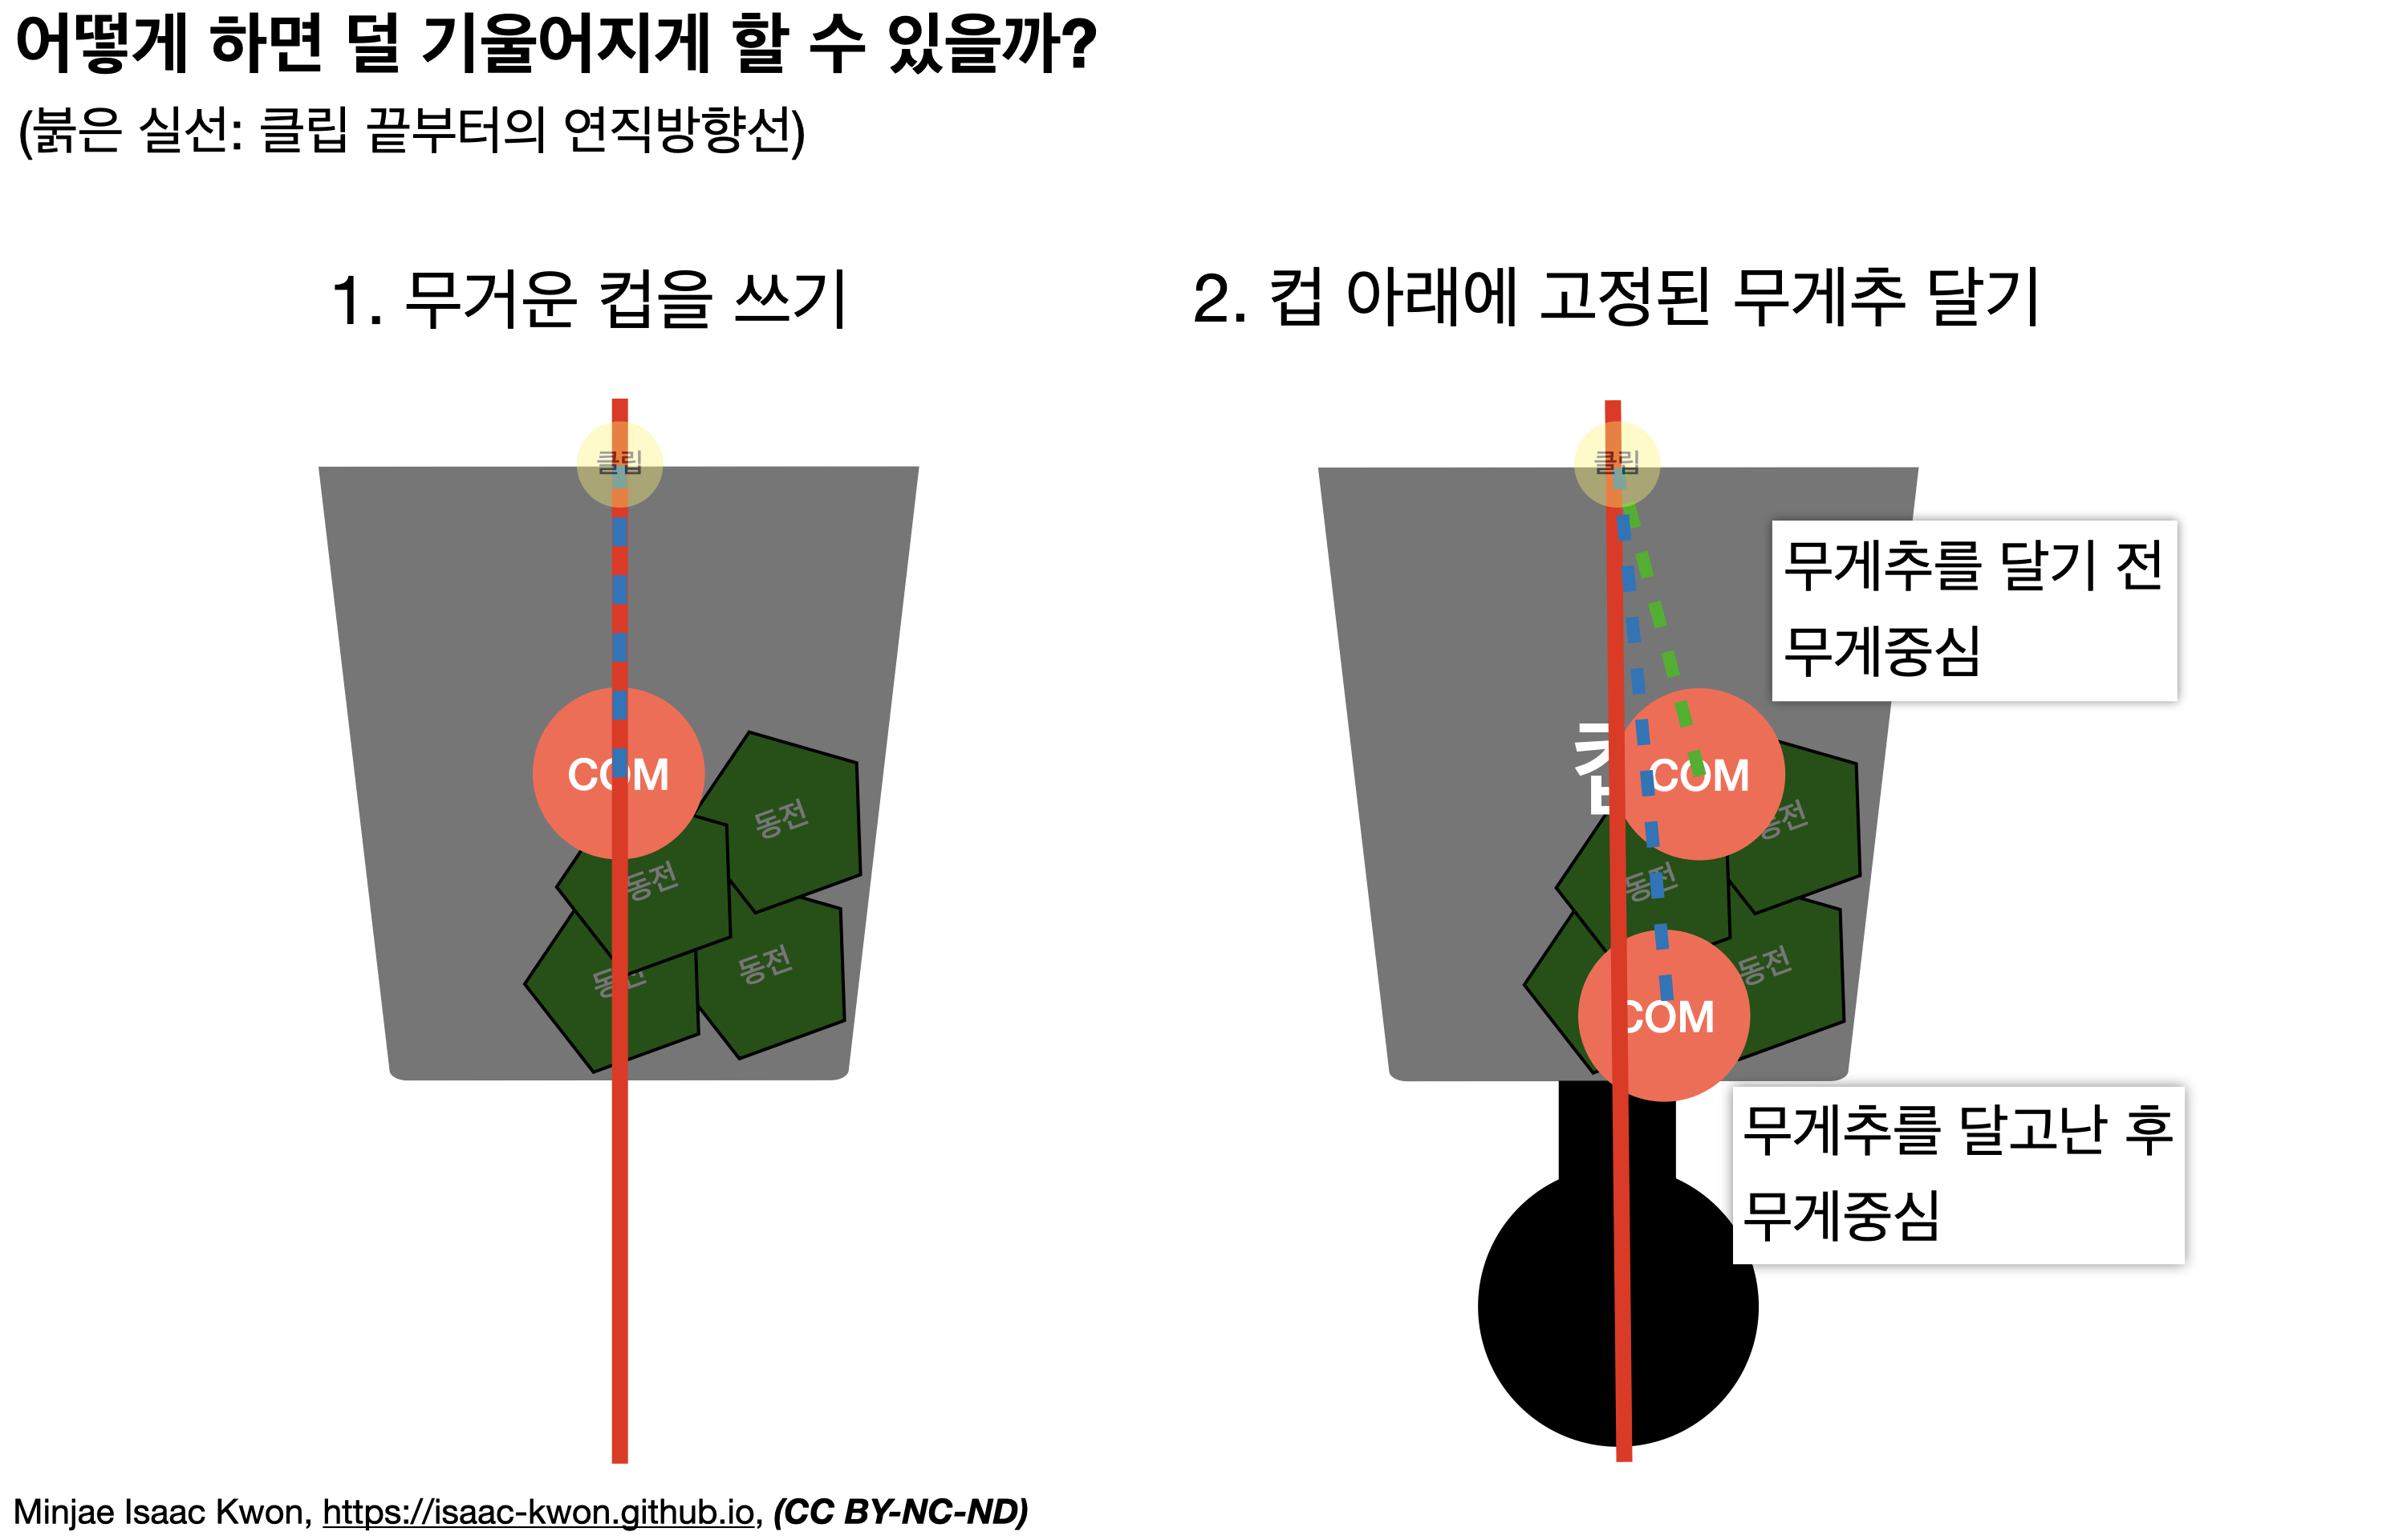 어떻게 하면 덜 기울어지게 할 수 있을까?
(붉은 실선: 클립 끝부터의 연직방향선)
1. 무거운 컵을 쓰기
2. 컵 아래에 고정된 무게추 달기
클립
COM
동전
동전
동전
동전
클립
무게추를 달기 전
무게중심
컵
COM
동전
동전
동전
COM
무게추를 달고난 후
무게중심
Minjae Isaac Kwon, https://isaac-kwon.github.io, (CC BY-NC-ND)